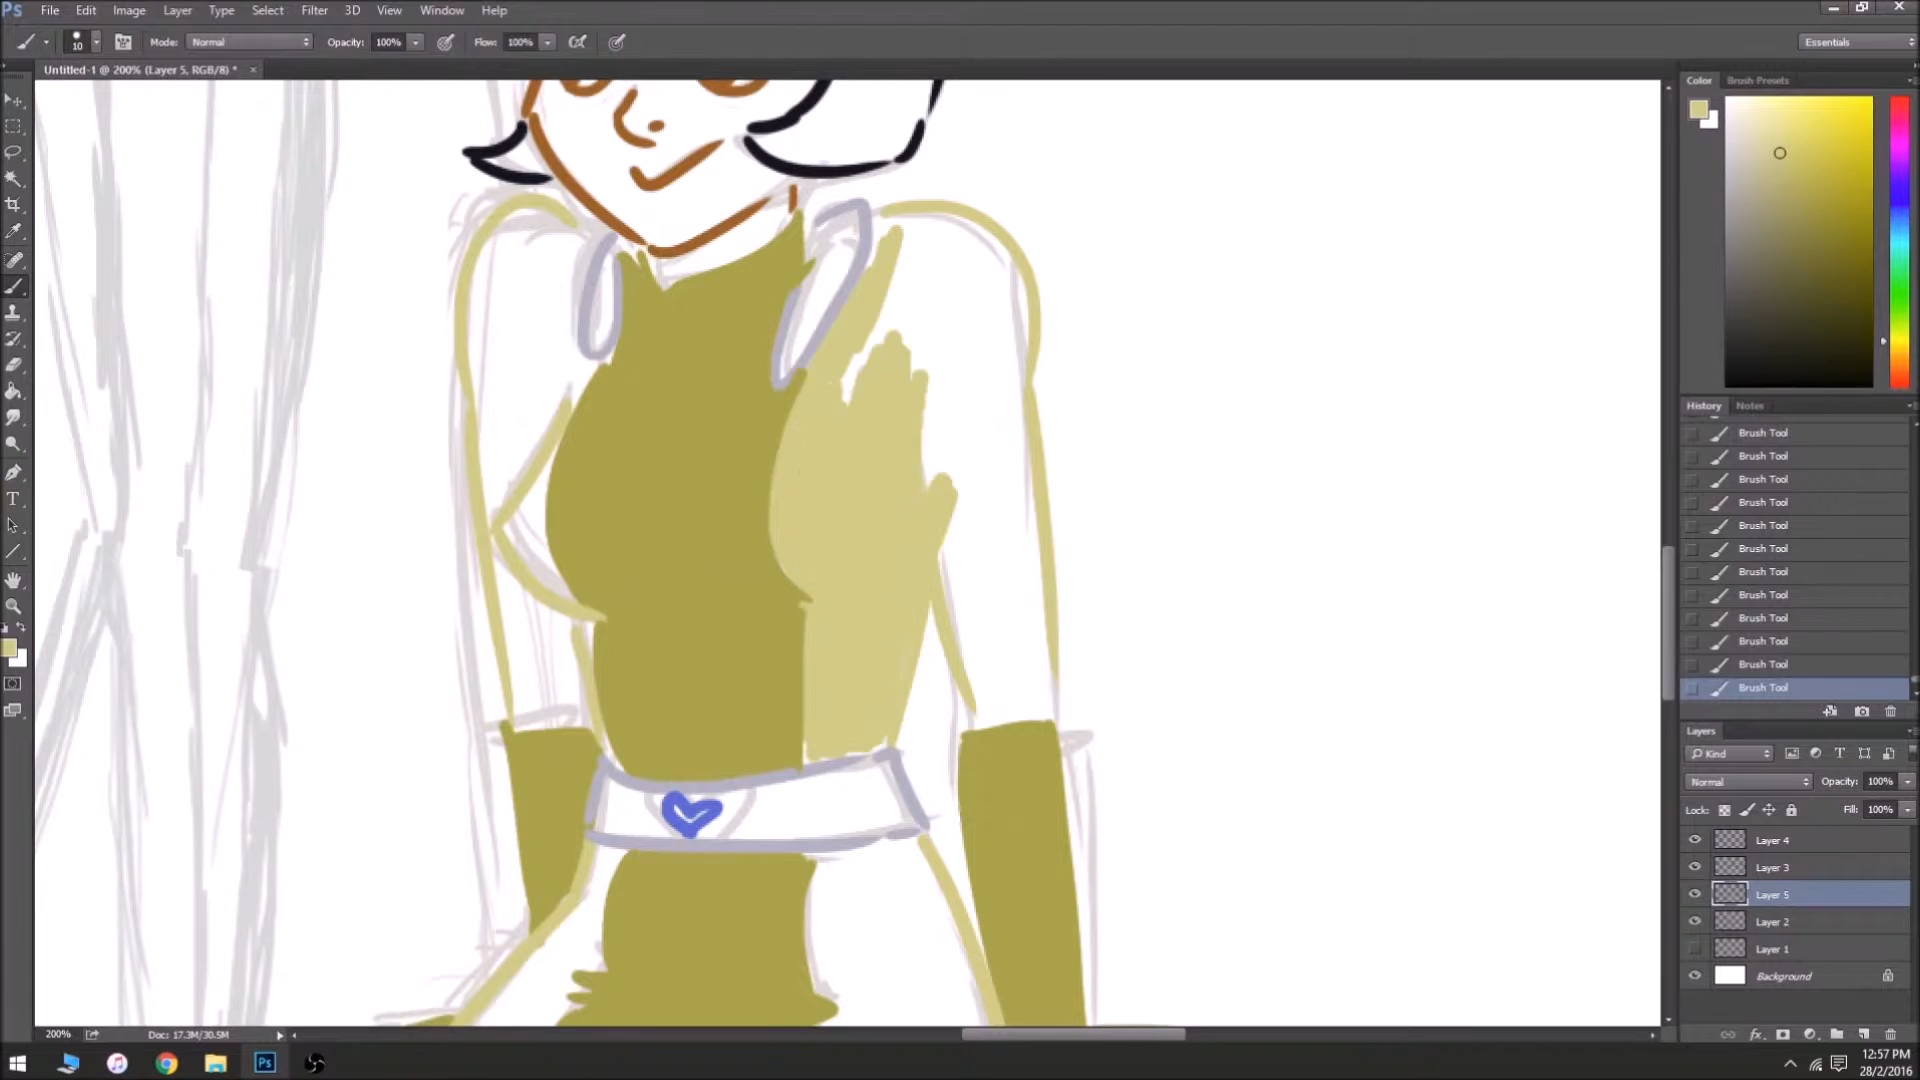 Ps File Edit Image Layer Type Select Filter 3D View Window Help
10 Mode: Normal Opacity: 100% Flow: 100% Essentials
Untitled-1 @ 200% (Layer 5, RGB/8) * ×
Color Brush Presets
History Notes
Brush Tool
Brush Tool
Brush Tool
Brush Tool
Brush Tool
Brush Tool
Brush Tool
Brush Tool
Brush Tool
Brush Tool
Brush Tool
Brush Tool
Layers
Kind
Normal Opacity: 100%
Lock: Fill: 100%
Layer 4
Layer 3
Layer 5
Layer 2
Layer 1
Background
200% Doc: 17.3M/30.5M
Ps 12:57 PM
28/2/2016